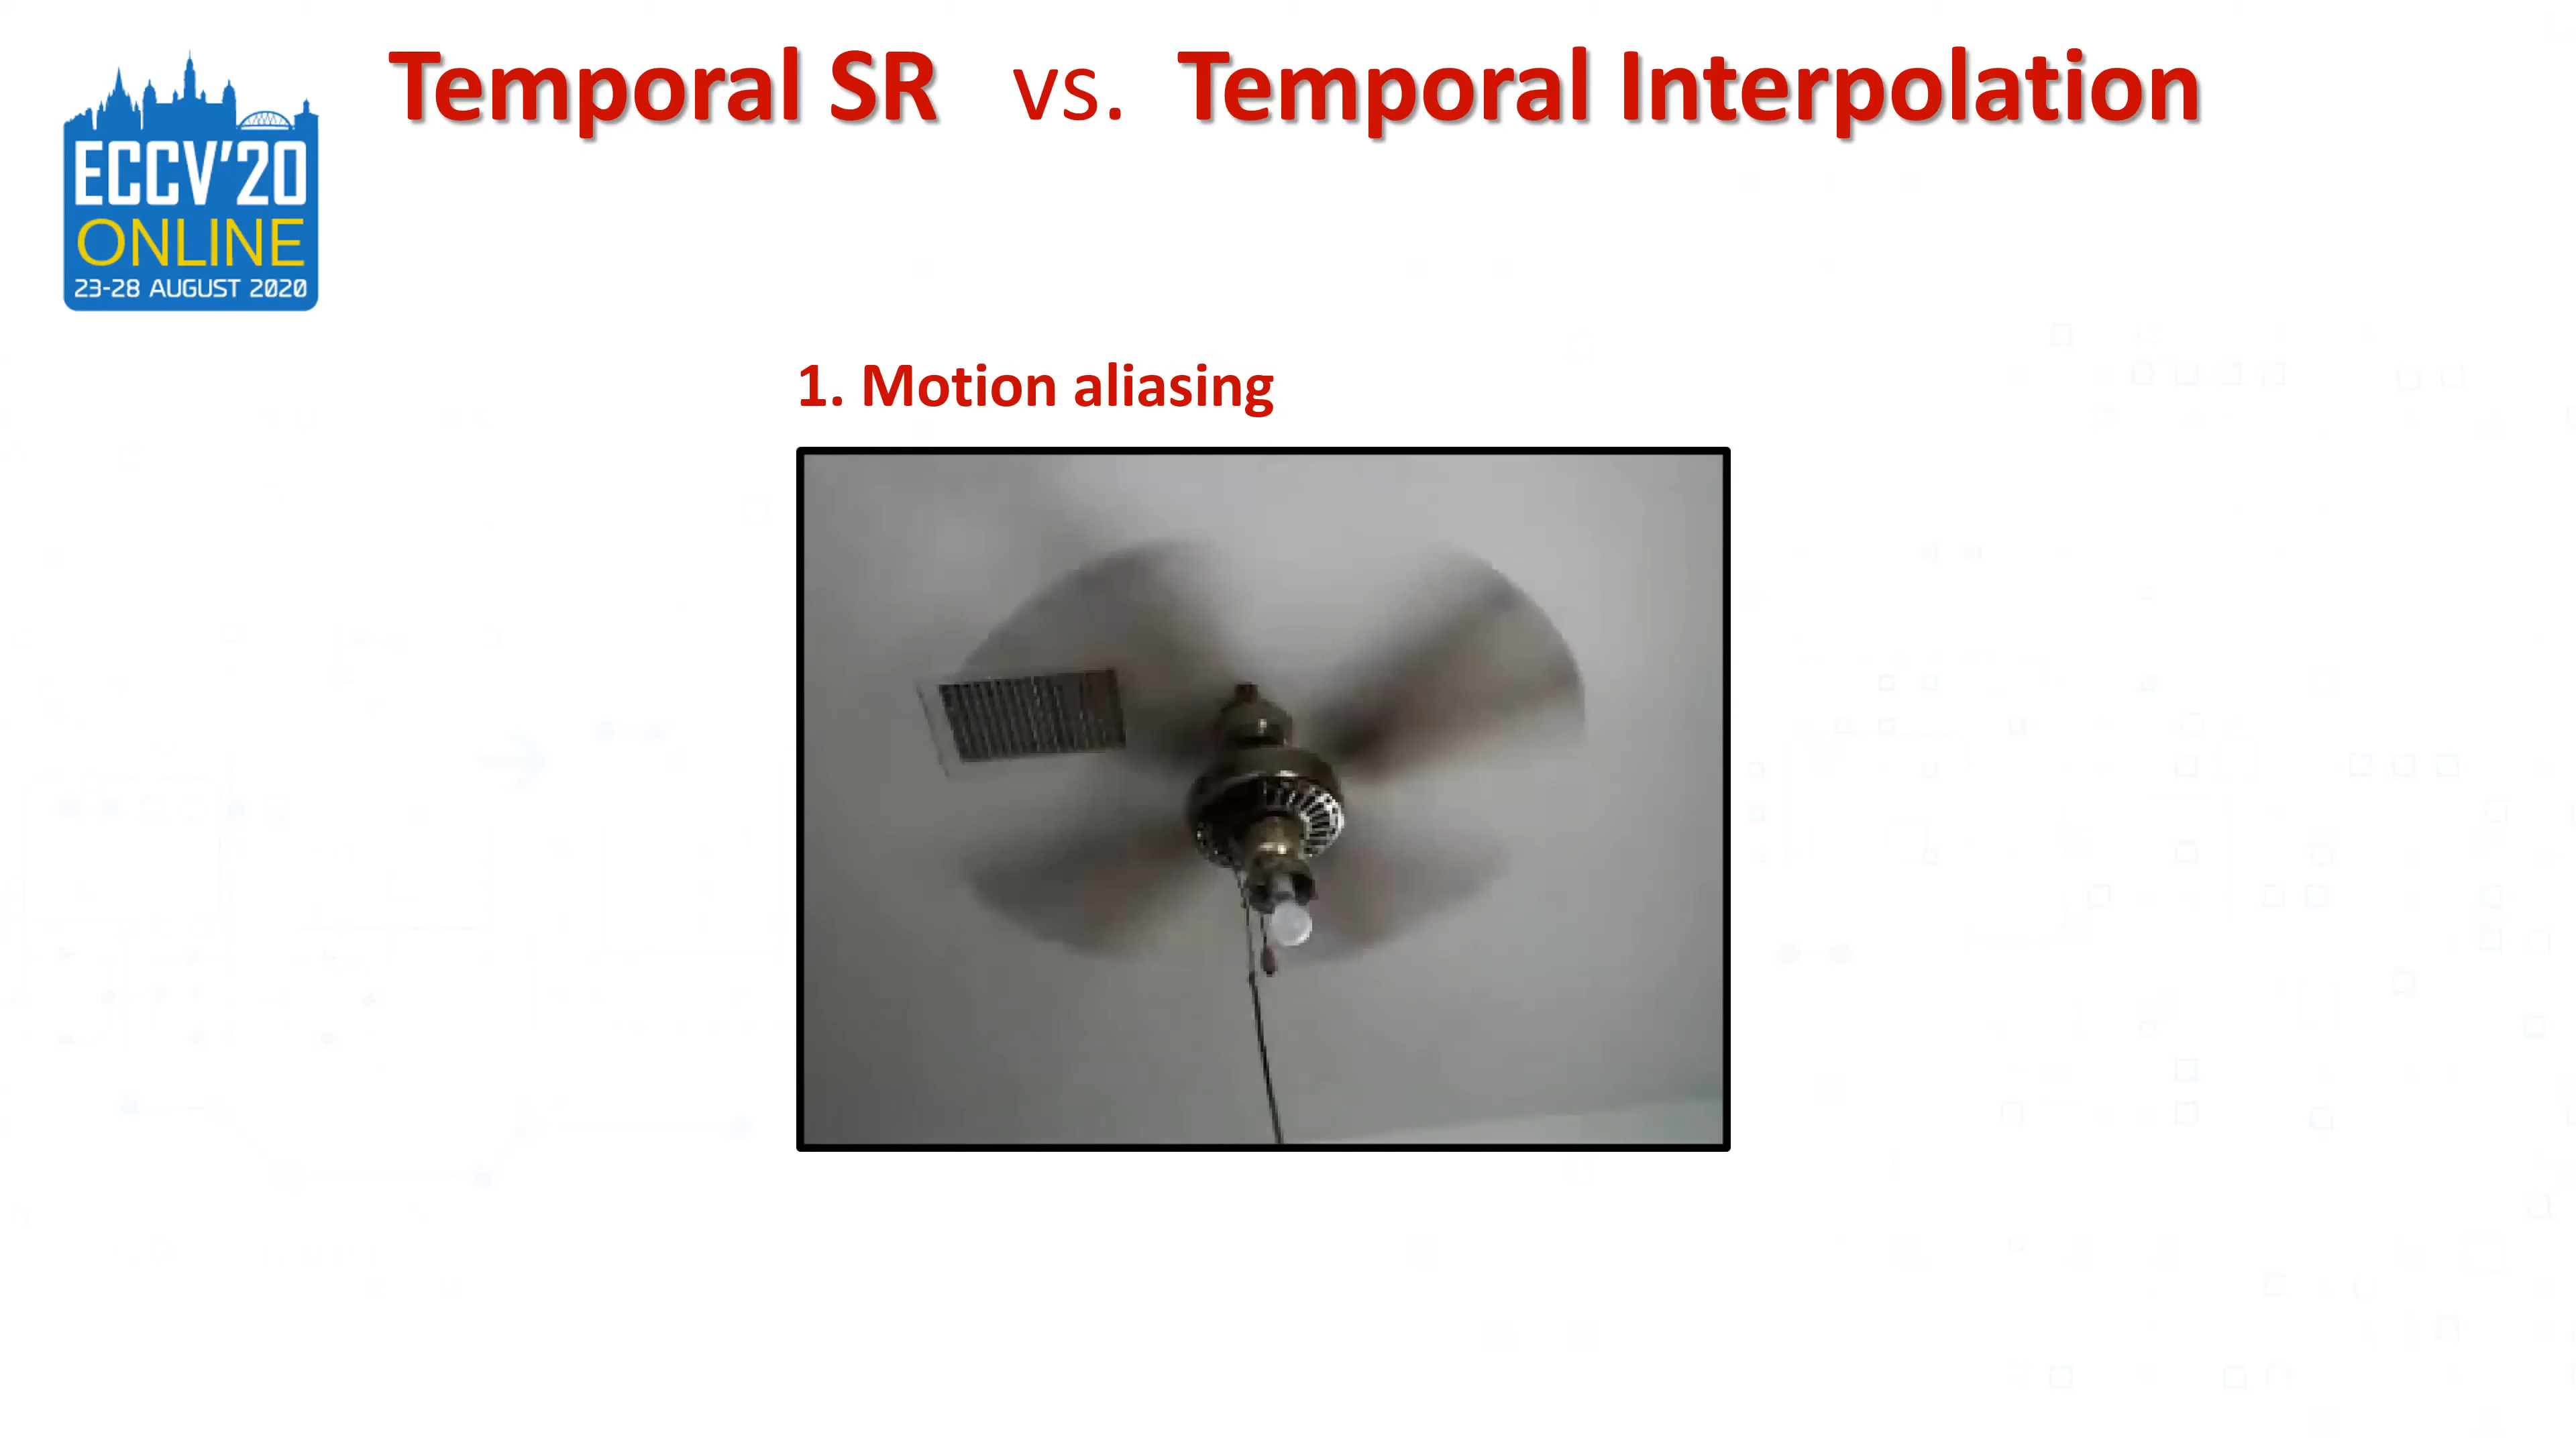 Temporal SR vs. Temporal Interpolation
ECCV'20
ONLINE
23-28 AUGUST 2020
1. Motion aliasing